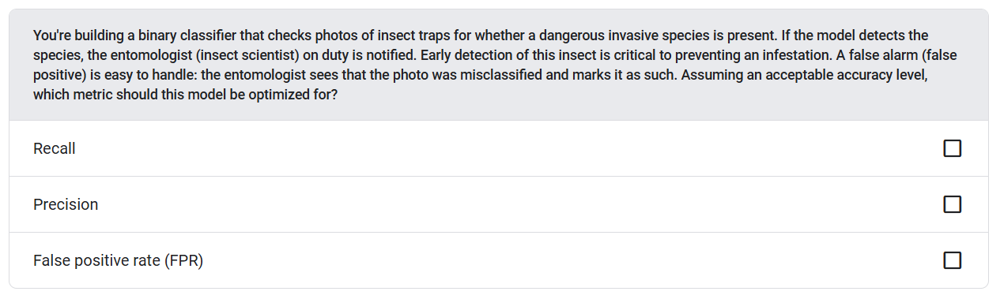 You're building a binary classifier that checks photos of insect traps for whether a dangerous invasive species is present. If the model detects the
species, the entomologist (insect scientist) on duty is notified. Early detection of this insect is critical to preventing an infestation. A false alarm (false
positive) is easy to handle: the entomologist sees that the photo was misclassified and marks it as such. Assuming an acceptable accuracy level,
which metric should this model be optimized for?
Recall
Precision
False positive rate (FPR)